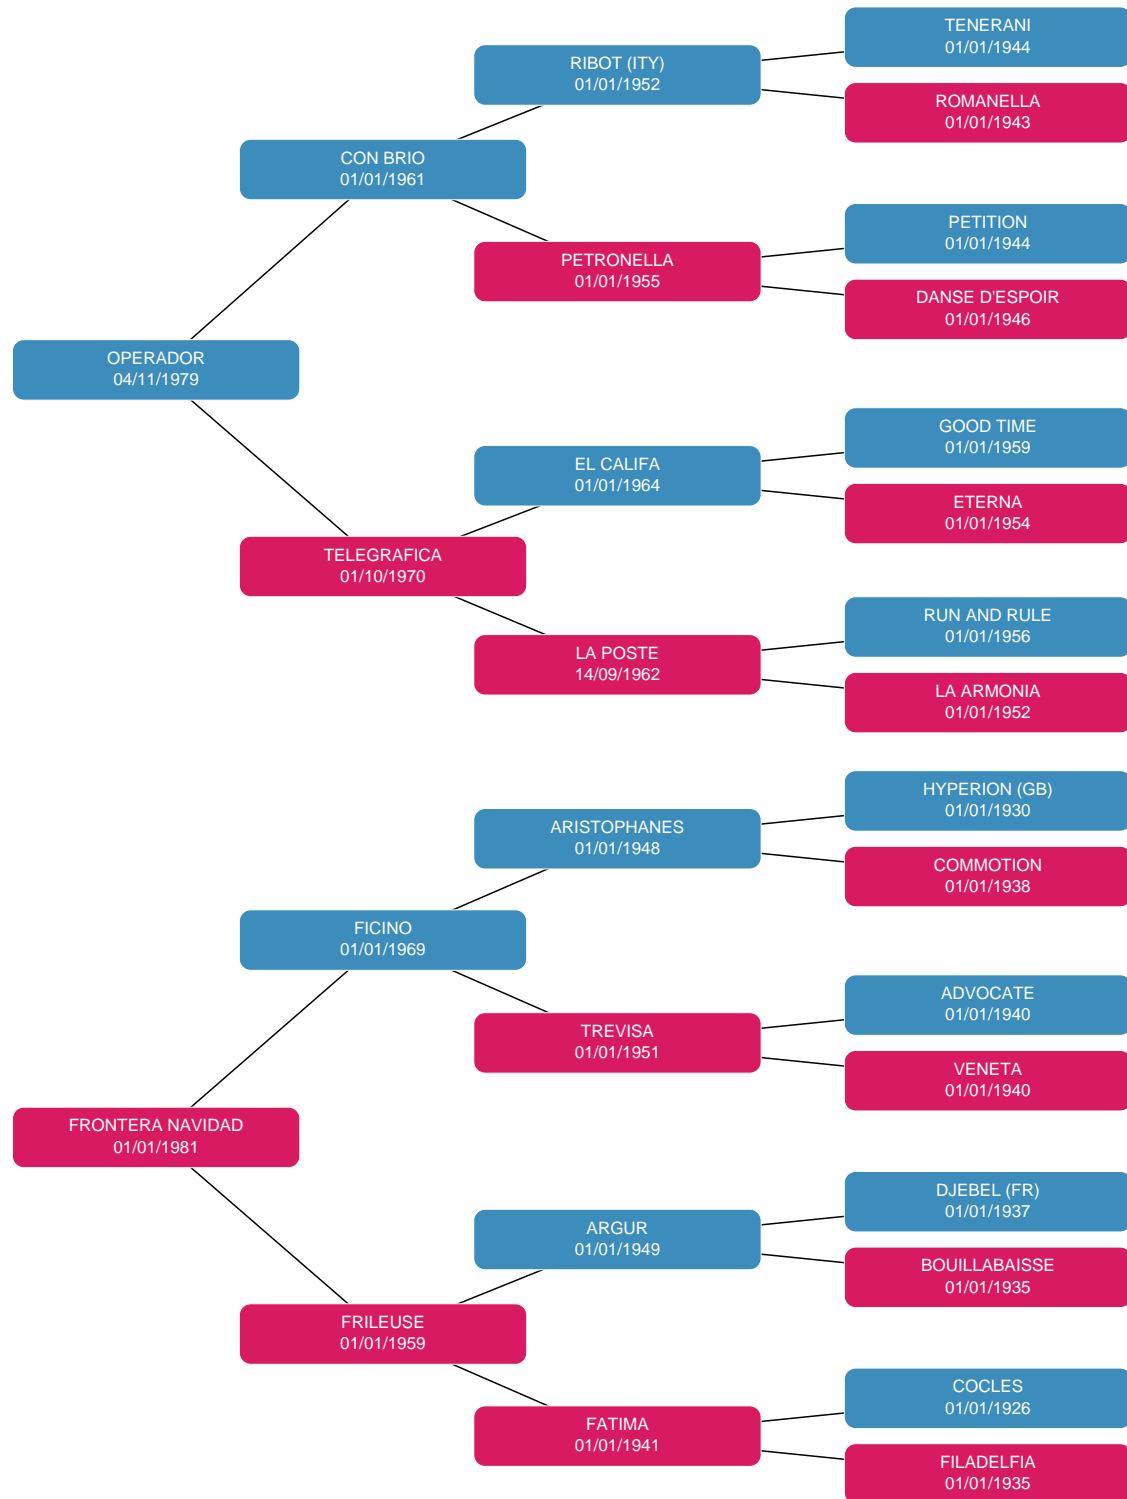 TENERANI
01/01/1944
RIBOT (ITY)
01/01/1952
ROMANELLA
01/01/1943
CON BRIO
01/01/1961
PETITION
01/01/1944
PETRONELLA
01/01/1955
DANSE D'ESPOIR
01/01/1946
OPERADOR
04/11/1979
GOOD TIME
01/01/1959
EL CALIFA
01/01/1964
ETERNA
01/01/1954
TELEGRAFICA
01/10/1970
RUN AND RULE
01/01/1956
LA POSTE
14/09/1962
LA ARMONIA
01/01/1952
HYPERION (GB)
01/01/1930
ARISTOPHANES
01/01/1948
COMMOTION
01/01/1938
FICINO
01/01/1969
ADVOCATE
01/01/1940
TREVISA
01/01/1951
VENETA
01/01/1940
FRONTERA NAVIDAD
01/01/1981
DJEBEL (FR)
01/01/1937
ARGUR
01/01/1949
BOUILLABAISSE
01/01/1935
FRILEUSE
01/01/1959
COCLES
01/01/1926
FATIMA
01/01/1941
FILADELFIA
01/01/1935